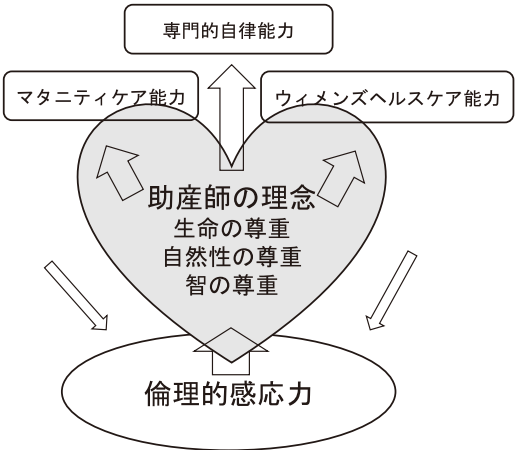 専門的自律能力
マタニティケア能力
ウィメンズヘルスケア能力
助産師の理念
生命の尊重
自然性の尊重
智の尊重
倫理的感応力